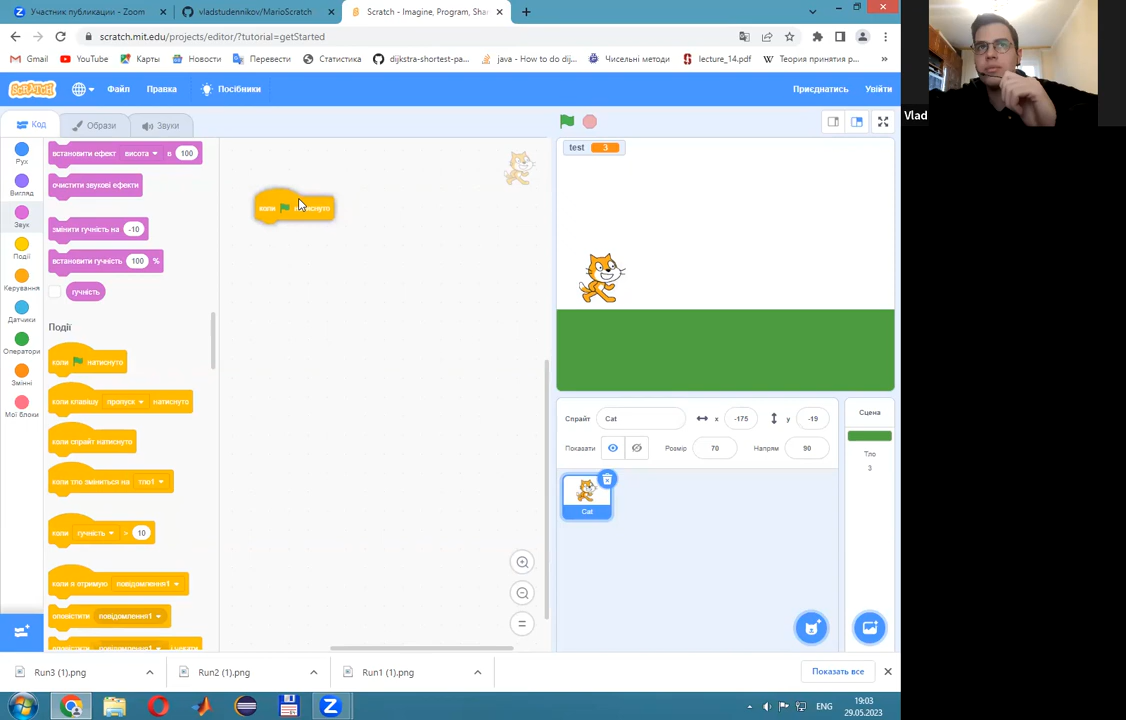 Участник публикации - Zoom
vladstudennikov/MarioScratch
Scratch - Imagine, Program, Shar
scratch.mit.edu/projects/editor/?tutorial=getStarted
Gmail
YouTube
Карты
Новости
Перевести
Статистика
dijkstra-shortest-pa...
java - How to do dij...
Чисельні методи
lecture_14.pdf
Теория принятия р...
SCRATCH
Файл
Правка
Посібники
Приєднатись
Увійти
Vlad
Код
Образи
Звуки
Рух
Вигляд
Звук
Події
Керування
Датчики
Оператори
Змінні
Мої блоки
встановити ефект висота в 100
очистити звукові ефекти
змінити гучність на -10
встановити гучність 100 %
гучність
Події
коли натиснуто
коли клавішу пропуск натиснуто
коли спрайт натиснуто
коли тло зміниться на тло1
коли гучність > 10
коли я отримую повідомлення1
оповістити повідомлення1
test 3
Спрайт Cat x -175 y -19
Показати Розмір 70 Напрям 90
Cat
Сцена
Тло
3
Run3 (1).png
Run2 (1).png
Run1 (1).png
Показать все
ENG
19:03
29.05.2023